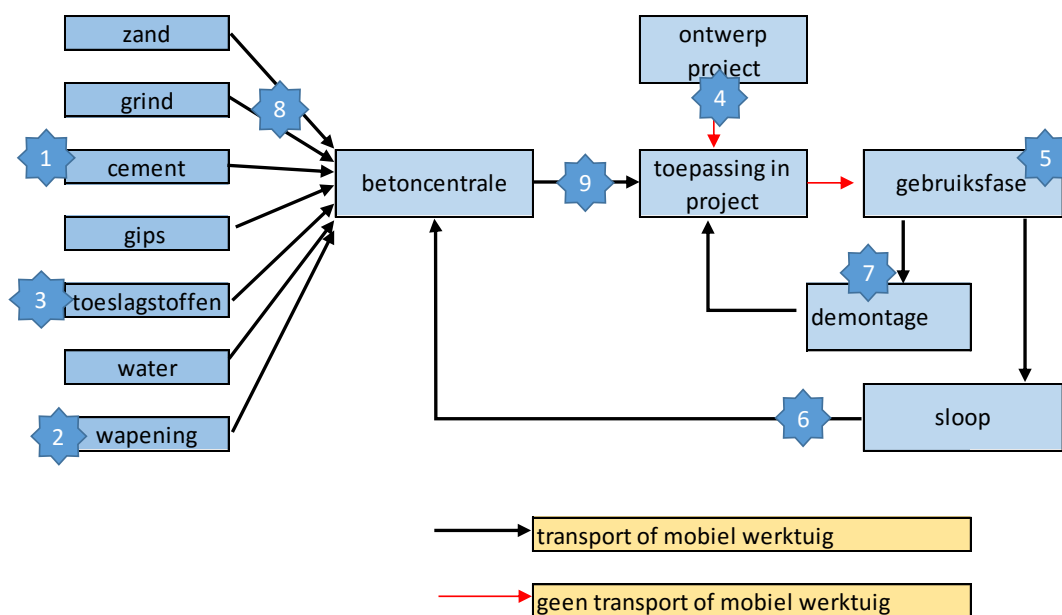 zand
grind
8
1
cement
gips
3
toeslagstoffen
water
2
wapening
betoncentrale
9
ontwerp
project
4
toepassing in
project
5
gebruiksfase
7
demontage
6
sloop
transport of mobiel werktuig
geen transport of mobiel werktuig